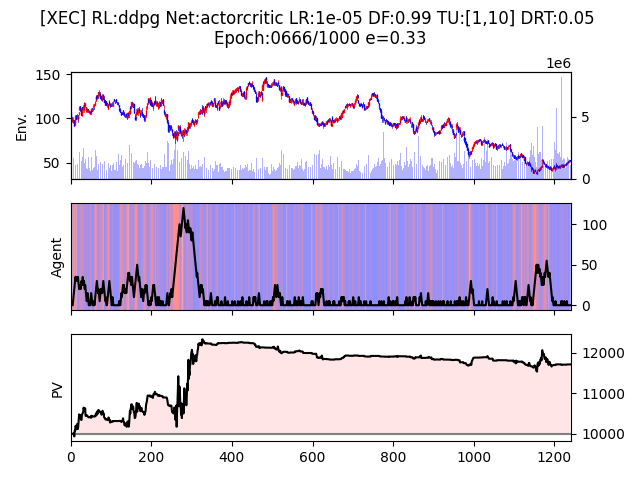 [XEC] RL:ddpg Net:actorcritic LR:1e-05 DF:0.99 TU:[1,10] DRT:0.05
Epoch:0666/1000 e=0.33
1e6
150
100
50
Env.
5
0
Agent
100
50
0
PV
12000
11000
10000
0 200 400 600 800 1000 1200